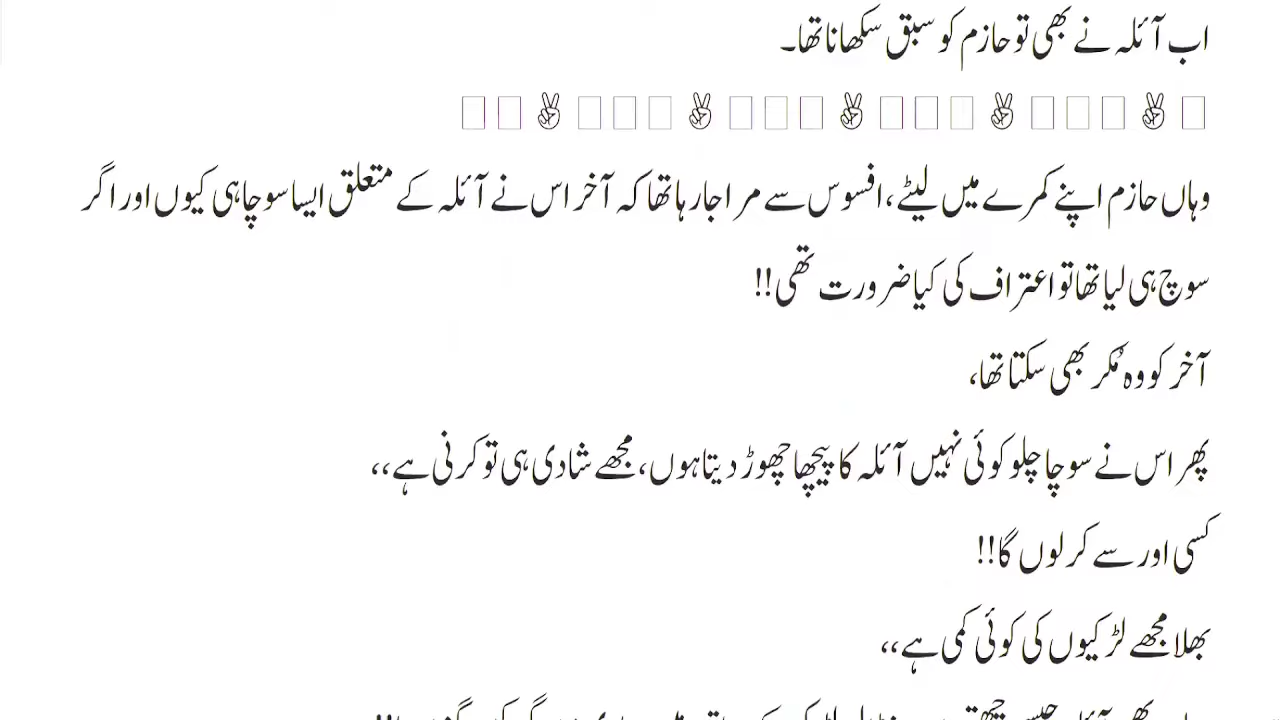 اب آئلہ نے بھی تو حازم کو سبق سکھانا تھا۔
▯✌▯▯▯✌▯▯▯✌▯▯▯✌▯▯▯✌▯▯
وہاں حازم اپنے کمرے میں لیٹے، افسوس سے مرا جا رہا تھا کہ آخر اس نے آئلہ کے متعلق ایسا سوچا ہی کیوں اور اگر
سوچ ہی لیا تھا تو اعتراف کی کیا ضرورت تھی!!
آخر کو وہ مُکر بھی سکتا تھا،
پھر اس نے سوچا چلو کوئی نہیں آئلہ کا پیچھا چھوڑ دیتا ہوں، مجھے شادی ہی تو کرنی ہے،،
کسی اور سے کر لوں گا!!
بھلا مجھے لڑکیوں کی کوئی کمی ہے،،